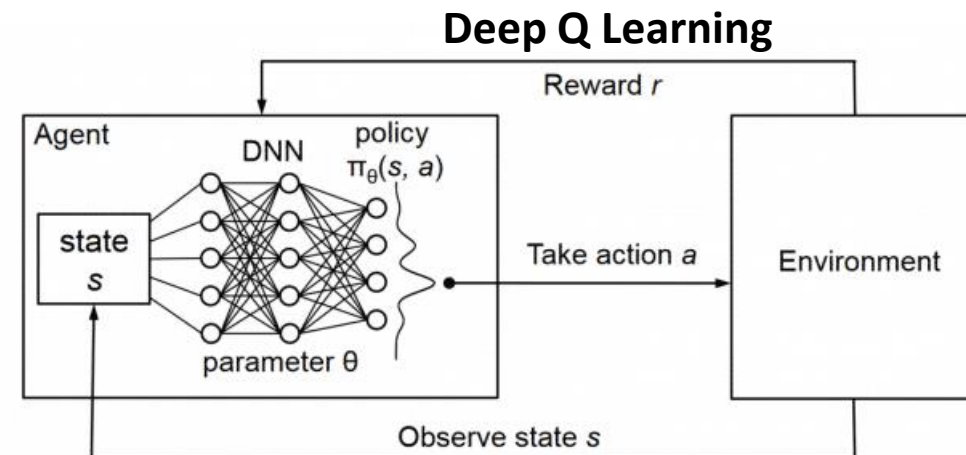 Deep Q Learning
Reward r
Agent
DNN
policy
πθ(s, a)
state
s
parameter θ
Take action a
Environment
Observe state s